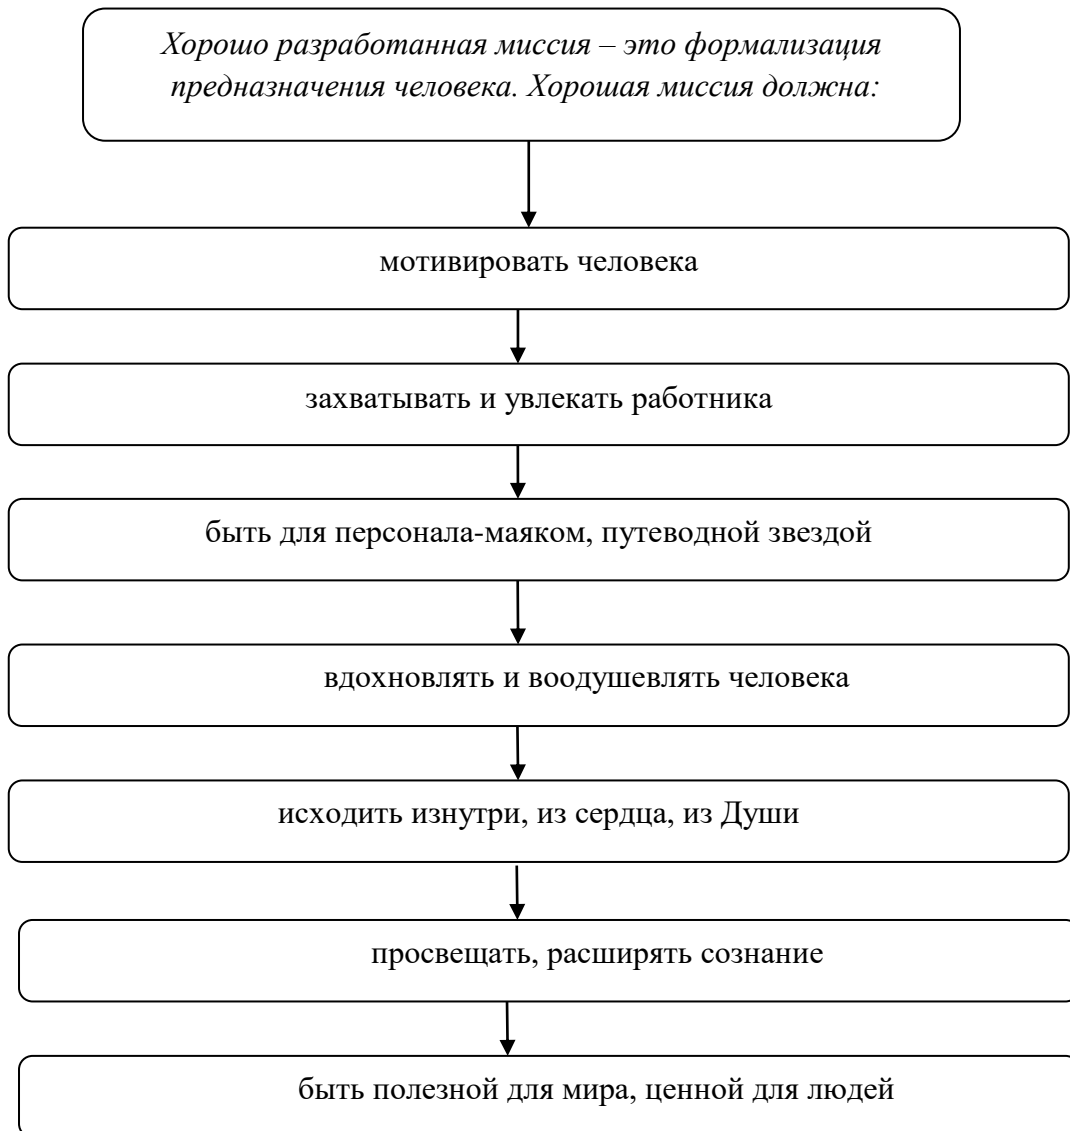 Хорошо разработанная миссия – это формализация
предназначения человека. Хорошая миссия должна:
мотивировать человека
захватывать и увлекать работника
быть для персонала-маяком, путеводной звездой
вдохновлять и воодушевлять человека
исходить изнутри, из сердца, из Души
просвещать, расширять сознание
быть полезной для мира, ценной для людей